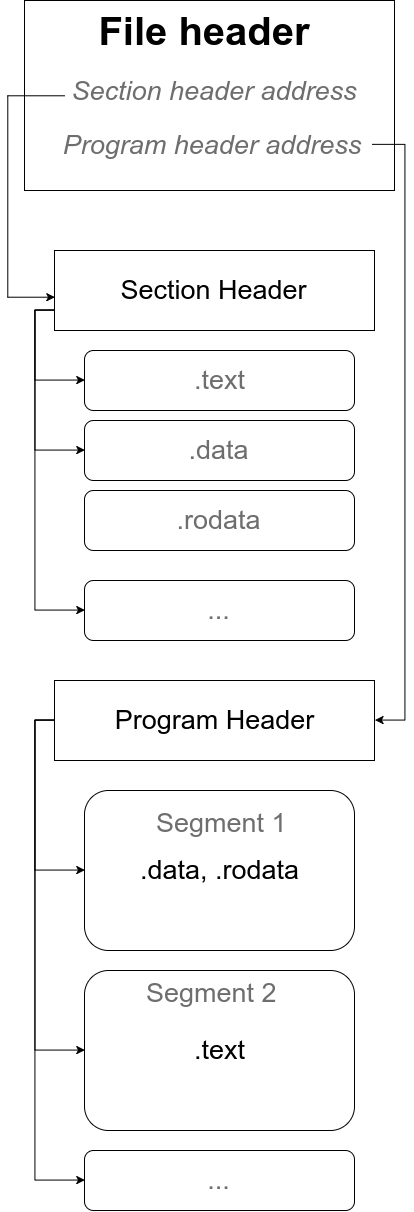 File header
Section header address
Program header address
Section Header
.text
.data
.rodata
...
Program Header
Segment 1
.data, .rodata
Segment 2
.text
...